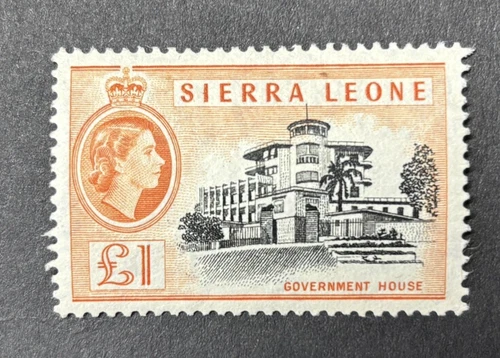 SIERRA LEONE
£1
GOVERNMENT HOUSE